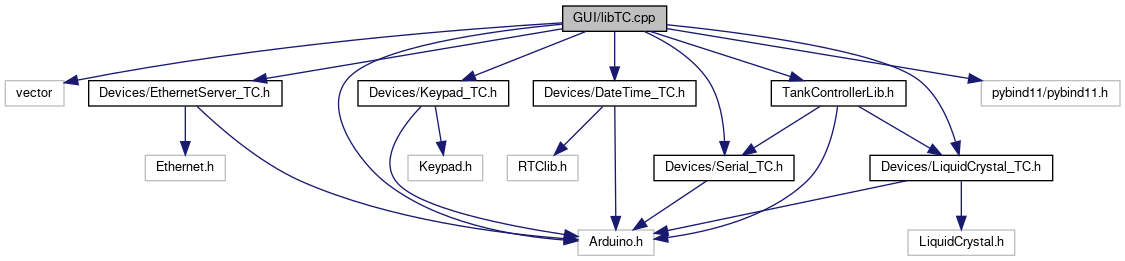 GUI/libTC.cpp
vector
Devices/EthernetServer_TC.h
Devices/Keypad_TC.h
Devices/DateTime_TC.h
TankControllerLib.h
pybind11/pybind11.h
Ethernet.h
Keypad.h
RTClib.h
Devices/Serial_TC.h
Devices/LiquidCrystal_TC.h
Arduino.h
LiquidCrystal.h